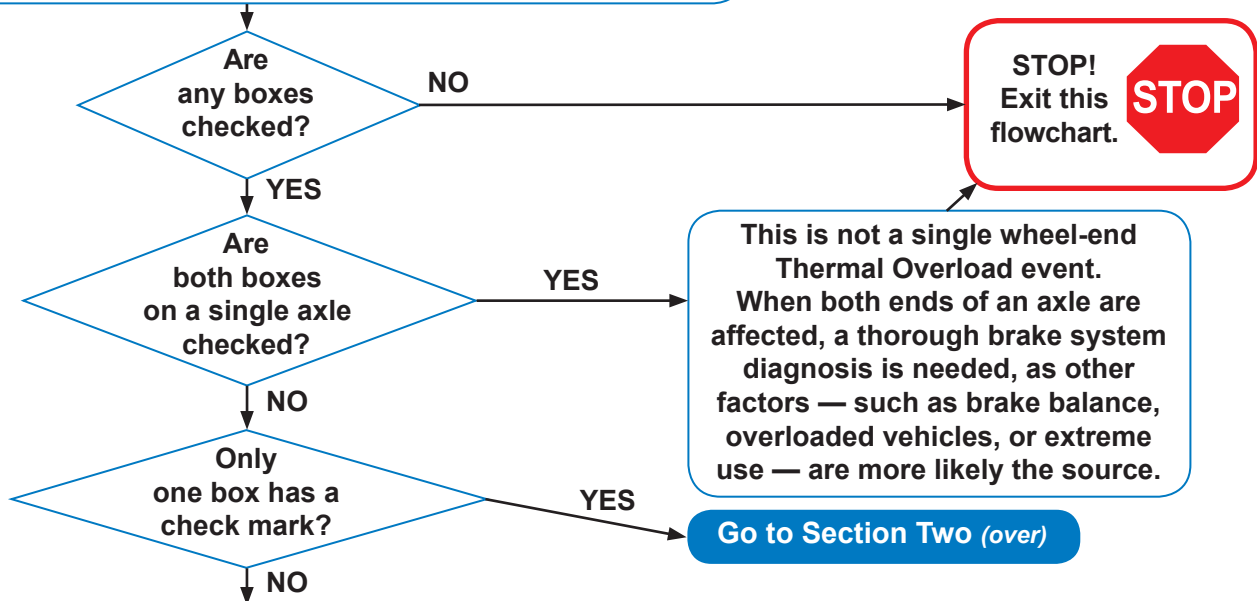 Are
any boxes
checked?
NO
STOP!
Exit this
flowchart.
STOP
YES
Are
both boxes
on a single axle
checked?
YES
This is not a single wheel-end
Thermal Overload event.
When both ends of an axle are
affected, a thorough brake system
diagnosis is needed, as other
factors — such as brake balance,
overloaded vehicles, or extreme
use — are more likely the source.
NO
Only
one box has a
check mark?
YES
Go to Section Two (over)
NO